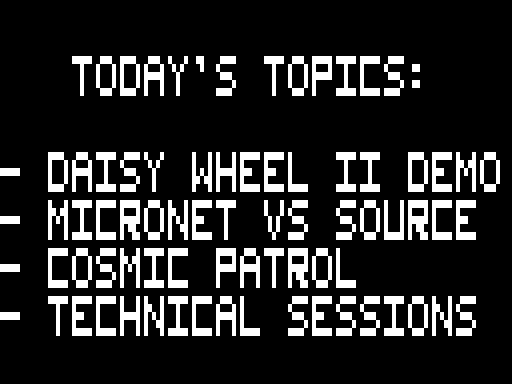 TODAY'S TOPICS:
- DAISY WHEEL II DEMO
- MICRONET VS SOURCE
- COSMIC PATROL
- TECHNICAL SESSIONS